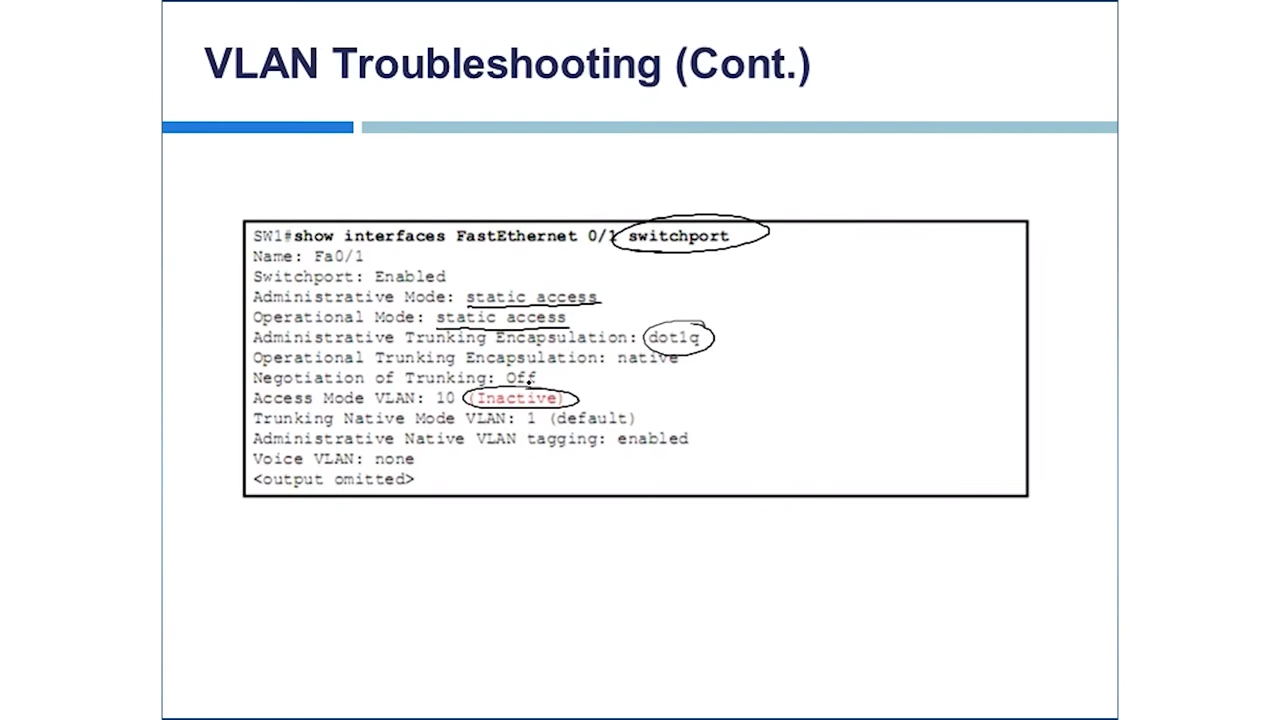 VLAN Troubleshooting (Cont.)
SW1#show interfaces FastEthernet 0/1 switchport
Name: Fa0/1
Switchport: Enabled
Administrative Mode: static access
Operational Mode: static access
Administrative Trunking Encapsulation: dot1q
Operational Trunking Encapsulation: native
Negotiation of Trunking: Off
Access Mode VLAN: 10 (Inactive)
Trunking Native Mode VLAN: 1 (default)
Administrative Native VLAN tagging: enabled
Voice VLAN: none
<output omitted>